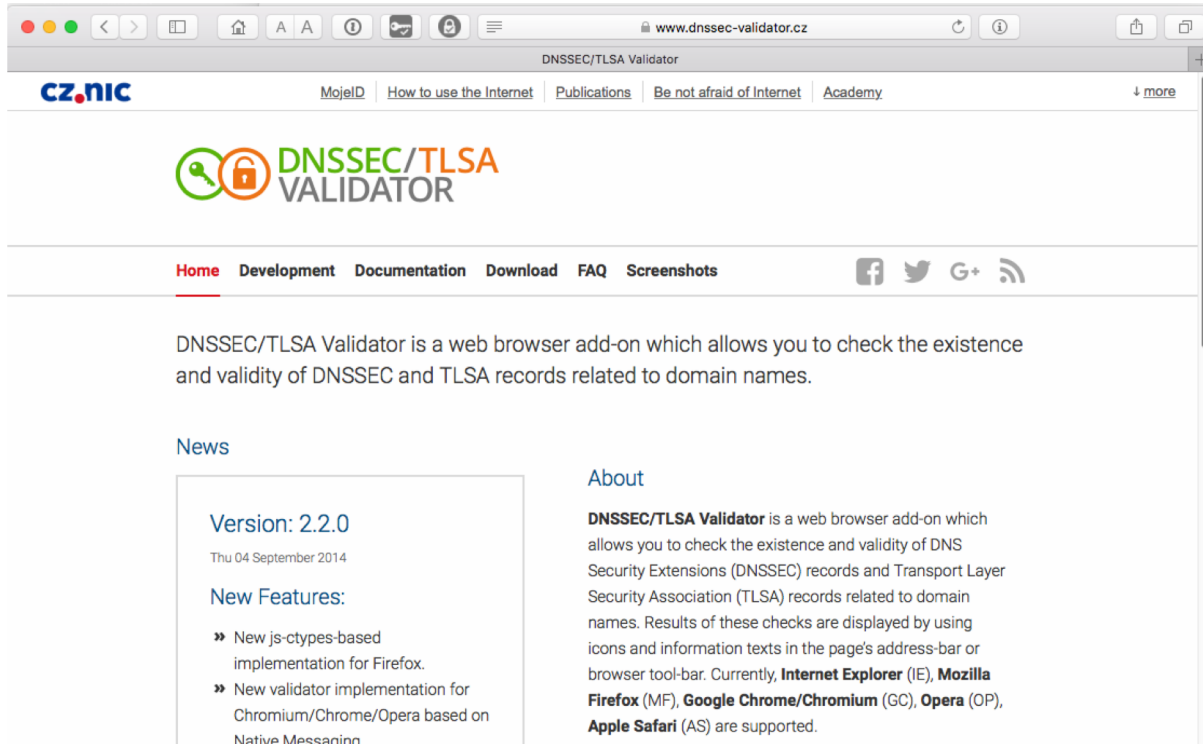 www.dnssec-validator.cz
DNSSEC/TLSA Validator
CZ.NIC
MojeID
How to use the Internet
Publications
Be not afraid of Internet
Academy
↓ more
DNSSEC/TLSA
VALIDATOR
Home Development Documentation Download FAQ Screenshots
G+
DNSSEC/TLSA Validator is a web browser add-on which allows you to check the existence
and validity of DNSSEC and TLSA records related to domain names.
News
Version: 2.2.0
Thu 04 September 2014
New Features:
» New js-ctypes-based
implementation for Firefox.
» New validator implementation for
Chromium/Chrome/Opera based on
Native Messaging
About
DNSSEC/TLSA Validator is a web browser add-on which
allows you to check the existence and validity of DNS
Security Extensions (DNSSEC) records and Transport Layer
Security Association (TLSA) records related to domain
names. Results of these checks are displayed by using
icons and information texts in the page's address-bar or
browser tool-bar. Currently, Internet Explorer (IE), Mozilla
Firefox (MF), Google Chrome/Chromium (GC), Opera (OP),
Apple Safari (AS) are supported.